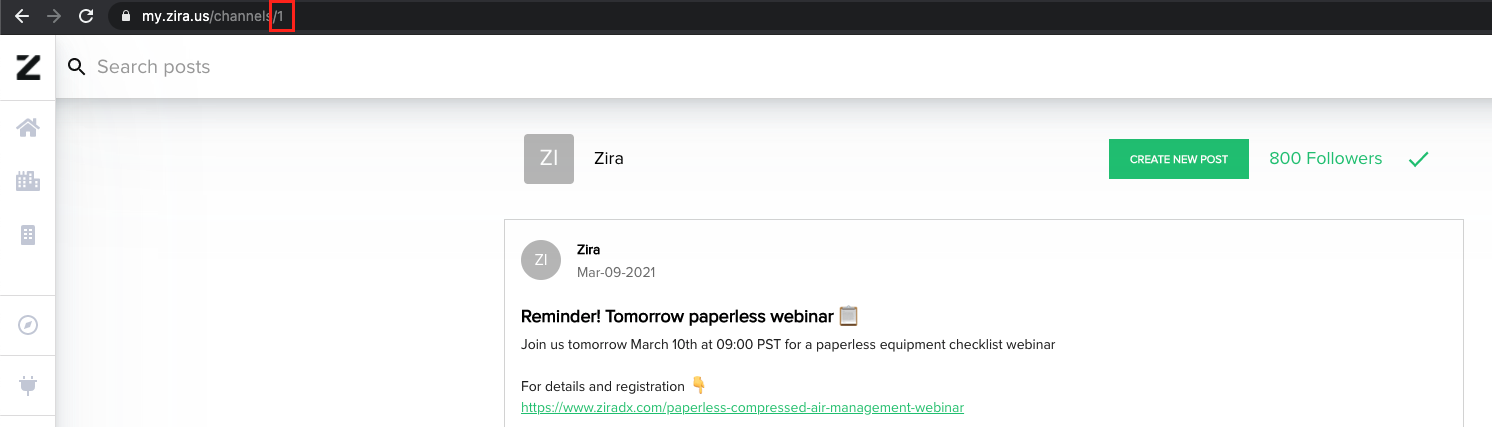 my.zira.us/channels/1
Z
Search posts
ZI
Zira
CREATE NEW POST
800 Followers
ZI
Zira
Mar-09-2021
Reminder! Tomorrow paperless webinar 📋
Join us tomorrow March 10th at 09:00 PST for a paperless equipment checklist webinar
For details and registration 👇
https://www.ziradx.com/paperless-compressed-air-management-webinar